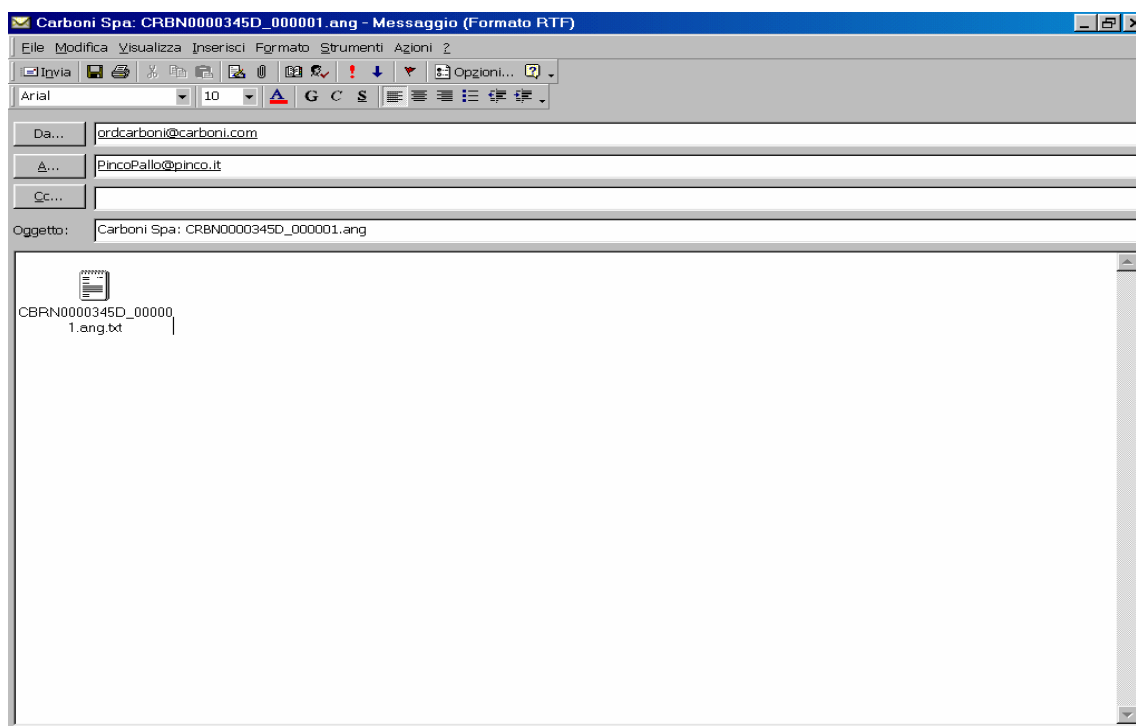 Carboni Spa: CRBN0000345D_000001.ang - Messaggio (Formato RTF)
File Modifica Visualizza Inserisci Formato Strumenti Azioni ?
Invia Opzioni...
Arial 10 A G C S
Da... ordcarboni@carboni.com
A... PincoPallo@pinco.it
Cc...
Oggetto: Carboni Spa: CRBN0000345D_000001.ang
CBRN0000345D_00000
1.ang.txt